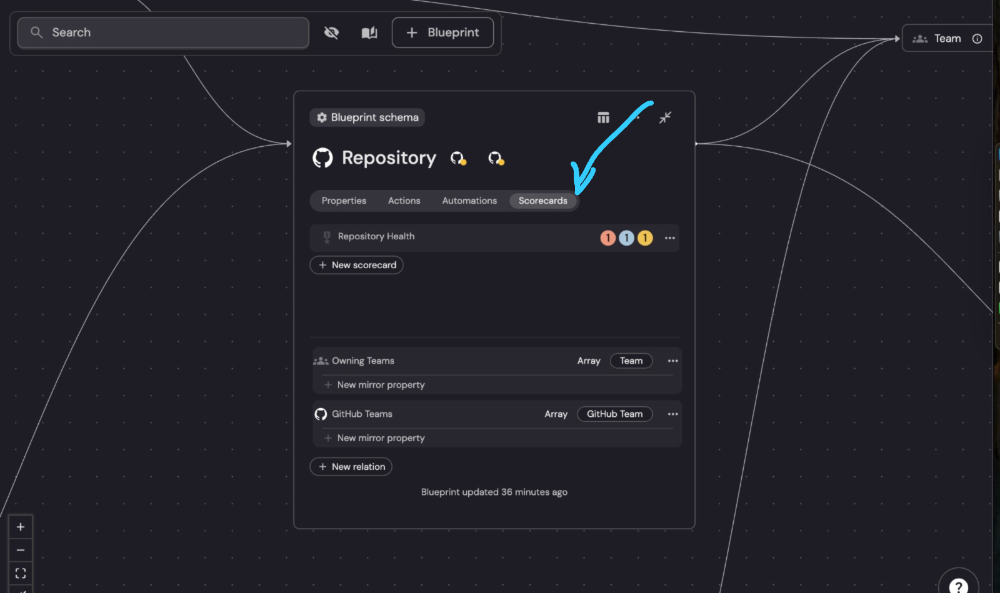 Search
+ Blueprint
Team
Blueprint schema
Repository
Properties
Actions
Automations
Scorecards
Repository Health
1 1 1
+ New scorecard
Owning Teams
Array
Team
+ New mirror property
GitHub Teams
Array
GitHub Team
+ New mirror property
+ New relation
Blueprint updated 36 minutes ago
?